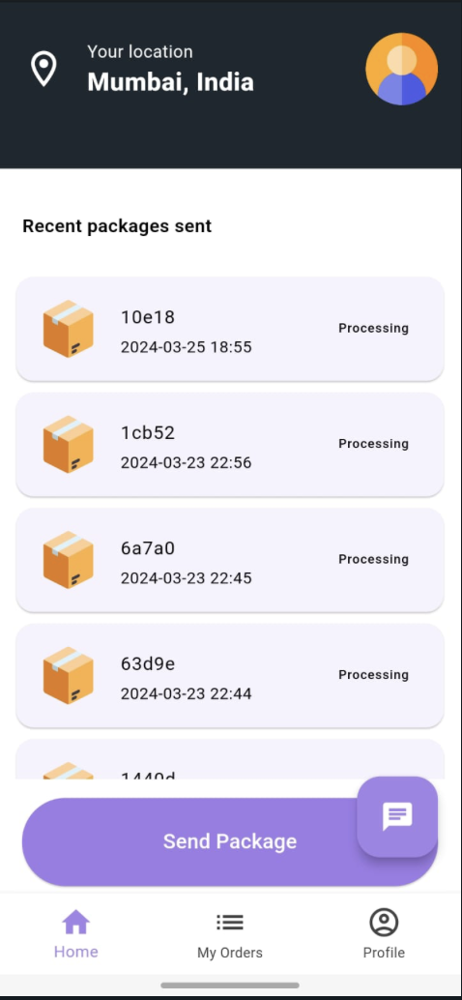 Your location
Mumbai, India
Recent packages sent
10e18
2024-03-25 18:55
Processing
1cb52
2024-03-23 22:56
Processing
6a7a0
2024-03-23 22:45
Processing
63d9e
2024-03-23 22:44
Processing
Send Package
Home
My Orders
Profile